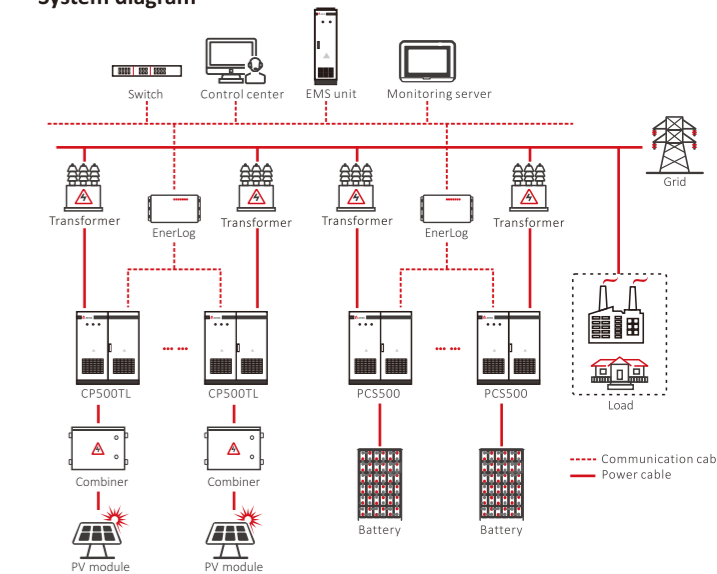 System diagram
Switch
Control center
EMS unit
Monitoring server
Grid
Transformer
EnerLog
Transformer
Transformer
EnerLog
Transformer
CP500TL
CP500TL
PCS500
PCS500
Load
Combiner
Combiner
Communication cab
Power cable
Battery
Battery
PV module
PV module